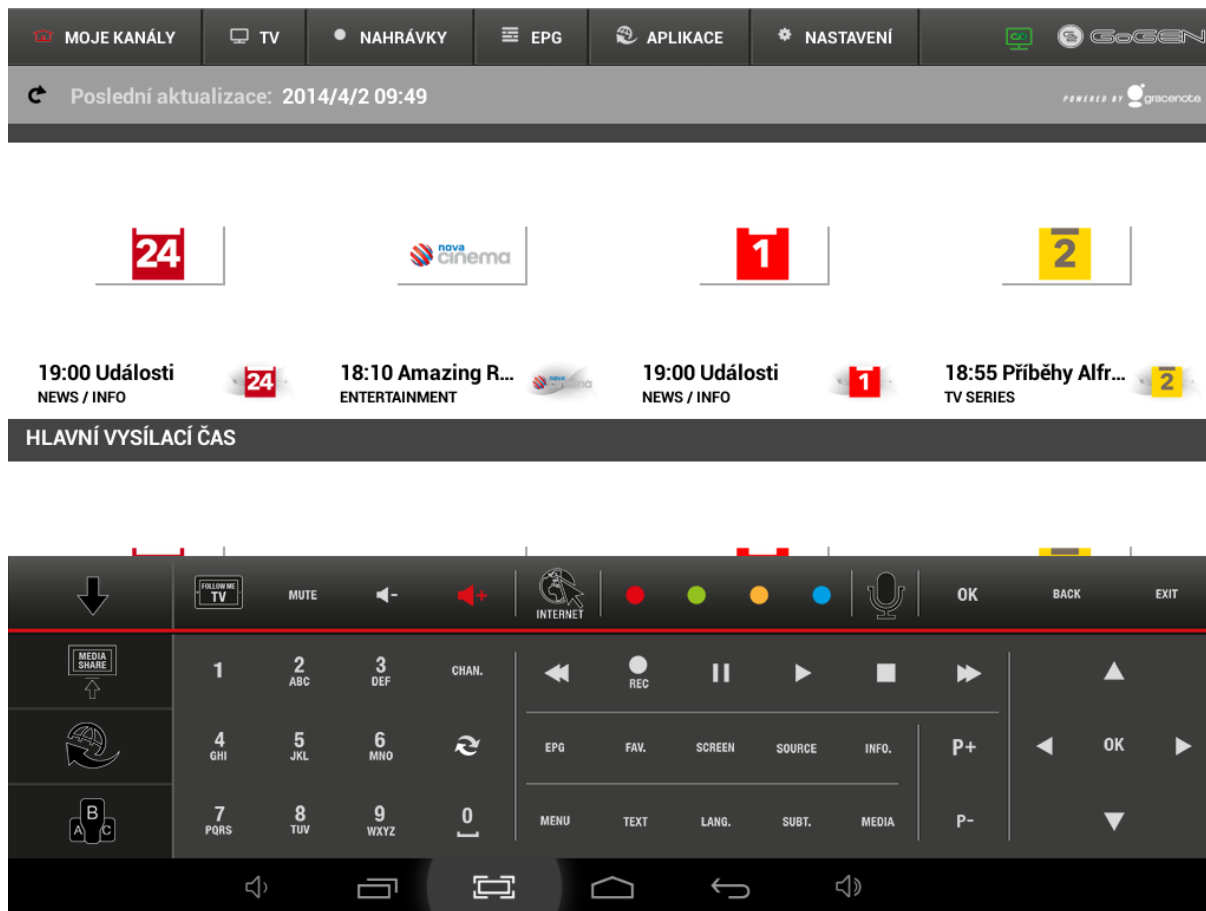 MOJE KANÁLY TV NAHRÁVKY EPG APLIKACE NASTAVENÍ GoGEN
Poslední aktualizace: 2014/4/2 09:49 POWERED BY gracenote
24 nova cinema 1 2
19:00 Události 24 18:10 Amazing R... 19:00 Události 1 18:55 Příběhy Alfr... 2
NEWS / INFO ENTERTAINMENT NEWS / INFO TV SERIES
HLAVNÍ VYSÍLACÍ ČAS
FOLLOW ME TV MUTE - + INTERNET OK BACK EXIT
MEDIA SHARE 1 2 ABC 3 DEF CHAN. REC
4 GHI 5 JKL 6 MNO EPG FAV. SCREEN SOURCE INFO. P+ OK
A B C 7 PQRS 8 TUV 9 WXYZ 0 MENU TEXT LANG. SUBT. MEDIA P-